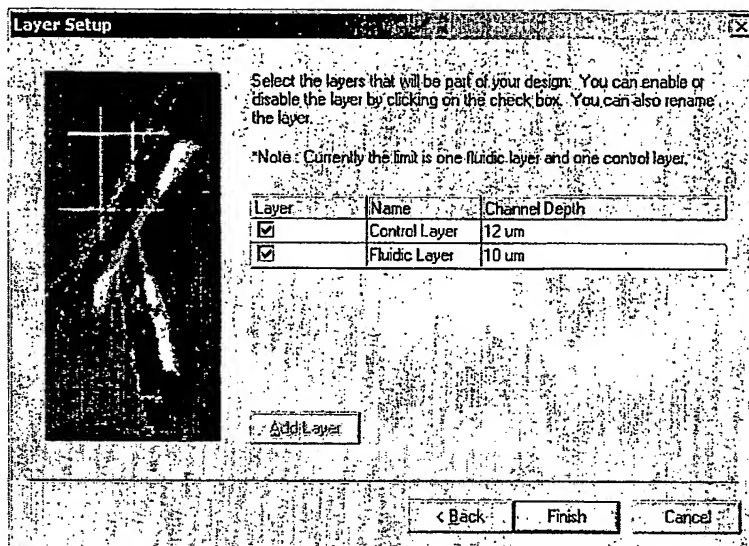 Layer Setup
Select the layers that will be part of your design. You can enable or
disable the layer by clicking on the check box. You can also rename
the layer.
*Note : Currently the limit is one fluidic layer and one control layer.
Layer Name Channel Depth
Control Layer 12 um
Fluidic Layer 10 um
Add Layer
< Back Finish Cancel